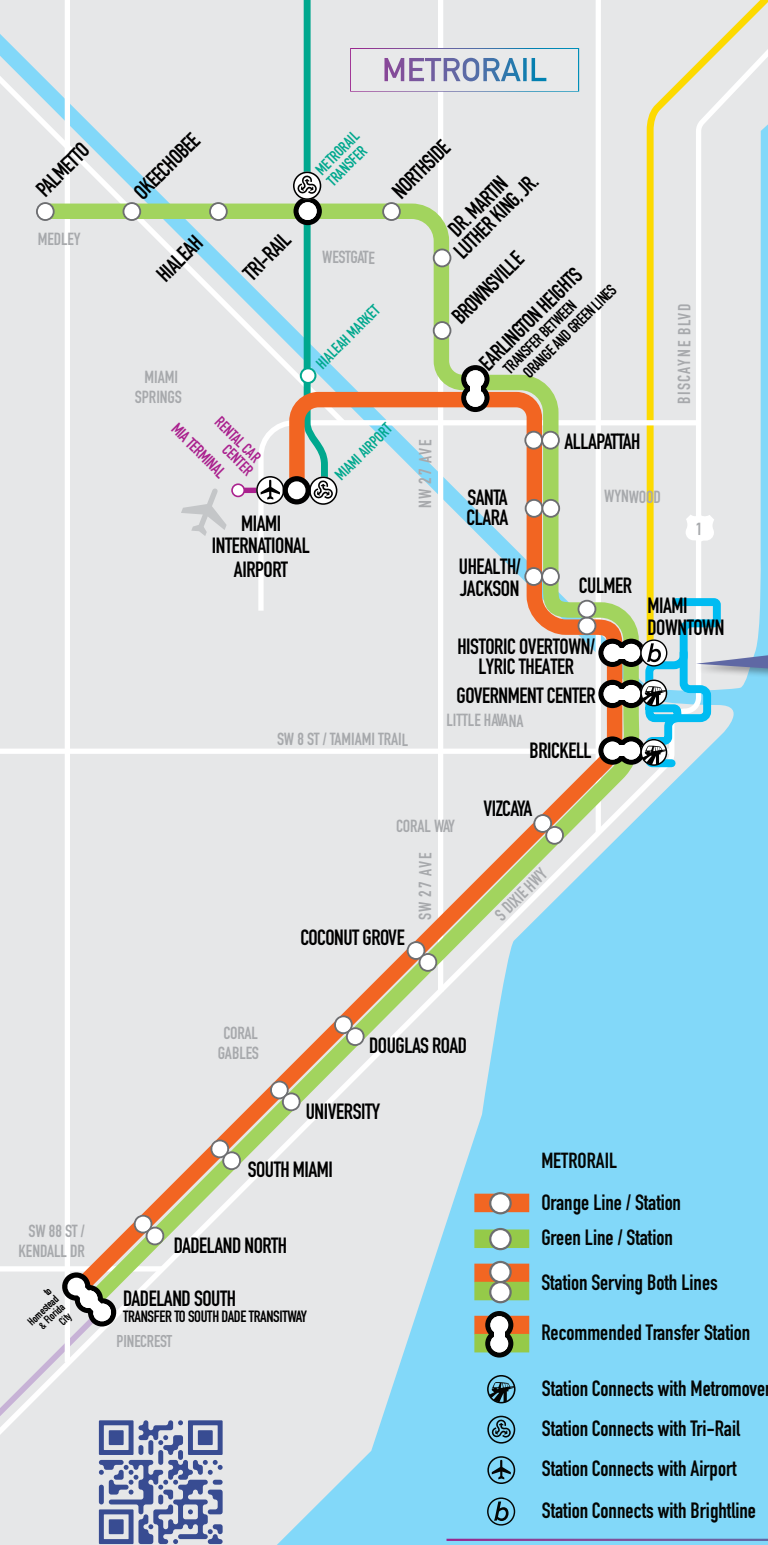 METRORAIL
PALMETTO
OKEECHOBEE
METRORAIL
TRANSFER
NORTHSIDE
DR. MARTIN
LUTHER KING, JR.
MEDLEY
HIALEAH
TRI-RAIL
WESTGATE
BROWNSVILLE
EARLINGTON HEIGHTS
TRANSFER BETWEEN
ORANGE AND GREEN LINES
BISCAYNE BLVD
HIALEAH MARKET
MIAMI
SPRINGS
RENTAL CAR
CENTER
MIA TERMINAL
MIAMI AIRPORT
NW 27 AVE
ALLAPATTAH
MIAMI
INTERNATIONAL
AIRPORT
SANTA
CLARA
WYNWOOD
1
UHEALTH/
JACKSON
CULMER
MIAMI
DOWNTOWN
HISTORIC OVERTOWN/
LYRIC THEATER
b
GOVERNMENT CENTER
LITTLE HAVANA
SW 8 ST / TAMIAMI TRAIL
BRICKELL
VIZCAYA
CORAL WAY
SW 27 AVE
S DIXIE HWY
COCONUT GROVE
CORAL
GABLES
DOUGLAS ROAD
UNIVERSITY
SOUTH MIAMI
SW 88 ST /
KENDALL DR
DADELAND NORTH
to
Homestead
& Florida
City
DADELAND SOUTH
TRANSFER TO SOUTH DADE TRANSITWAY
PINECREST
METRORAIL
Orange Line / Station
Green Line / Station
Station Serving Both Lines
Recommended Transfer Station
Station Connects with Metromover
Station Connects with Tri-Rail
Station Connects with Airport
b
Station Connects with Brightline